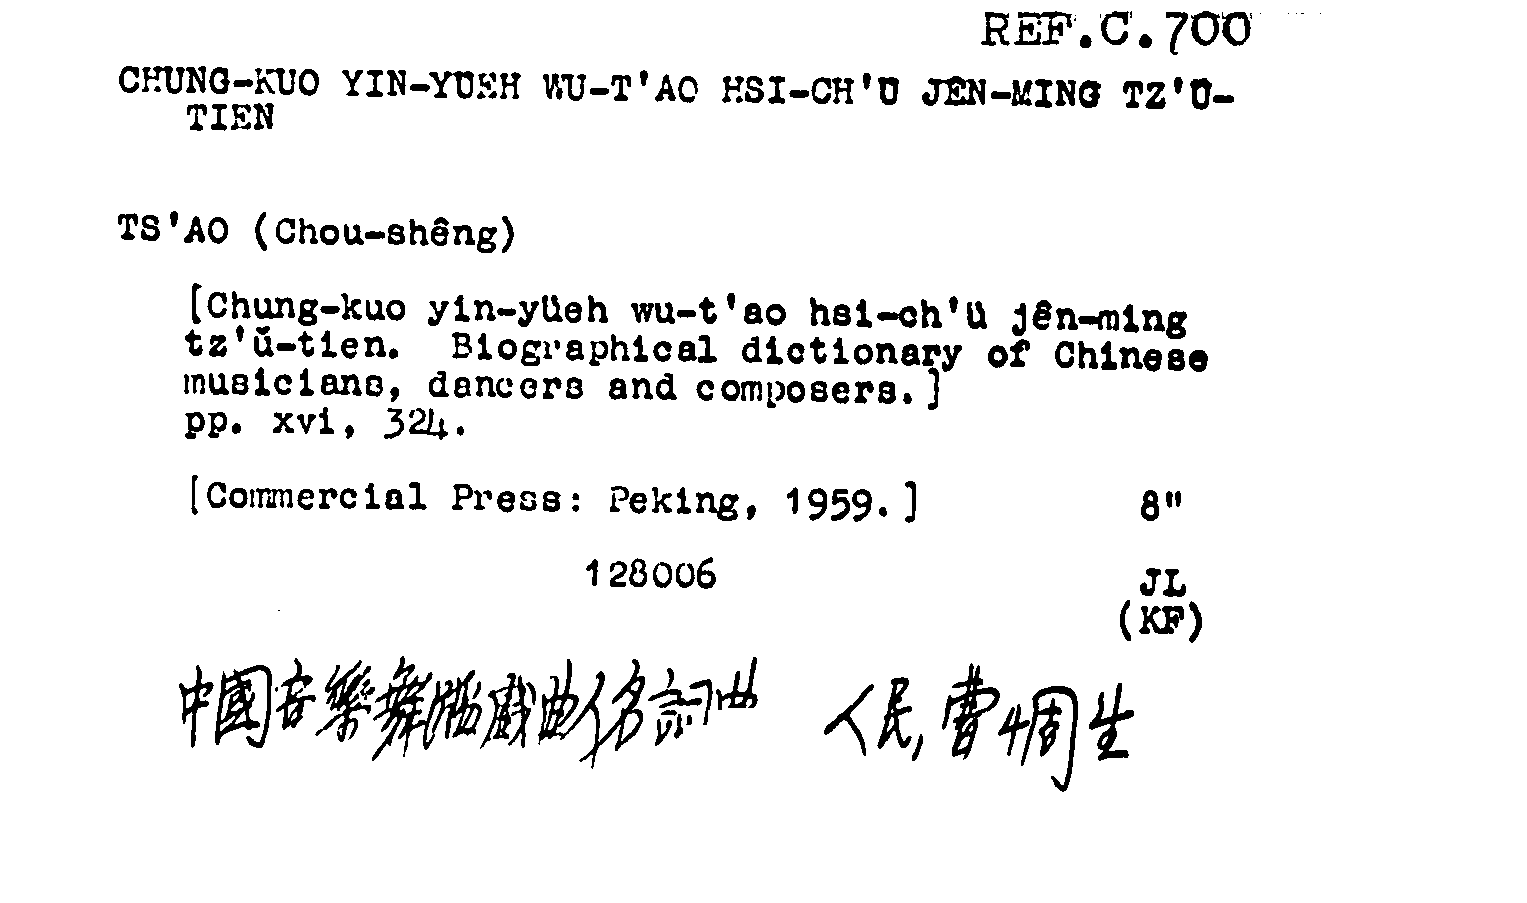 REF.C.700
CHUNG-KUO YIN-YÜEH WU-T'AO HSI-CH'Ü JÊN-MING TZ'Ŭ-
TIEN
TS'AO (Chou-shêng)
[Chung-kuo yin-yüeh wu-t'ao hsi-ch'ü jên-ming
tz'ŭ-tien. Biographical dictionary of Chinese
musicians, dancers and composers.]
pp. xvi, 324.
[Commercial Press: Peking, 1959.] 8"
128006 JL
(KF)
中國音樂舞蹈戲曲人名詞典 人民, 曹惆生